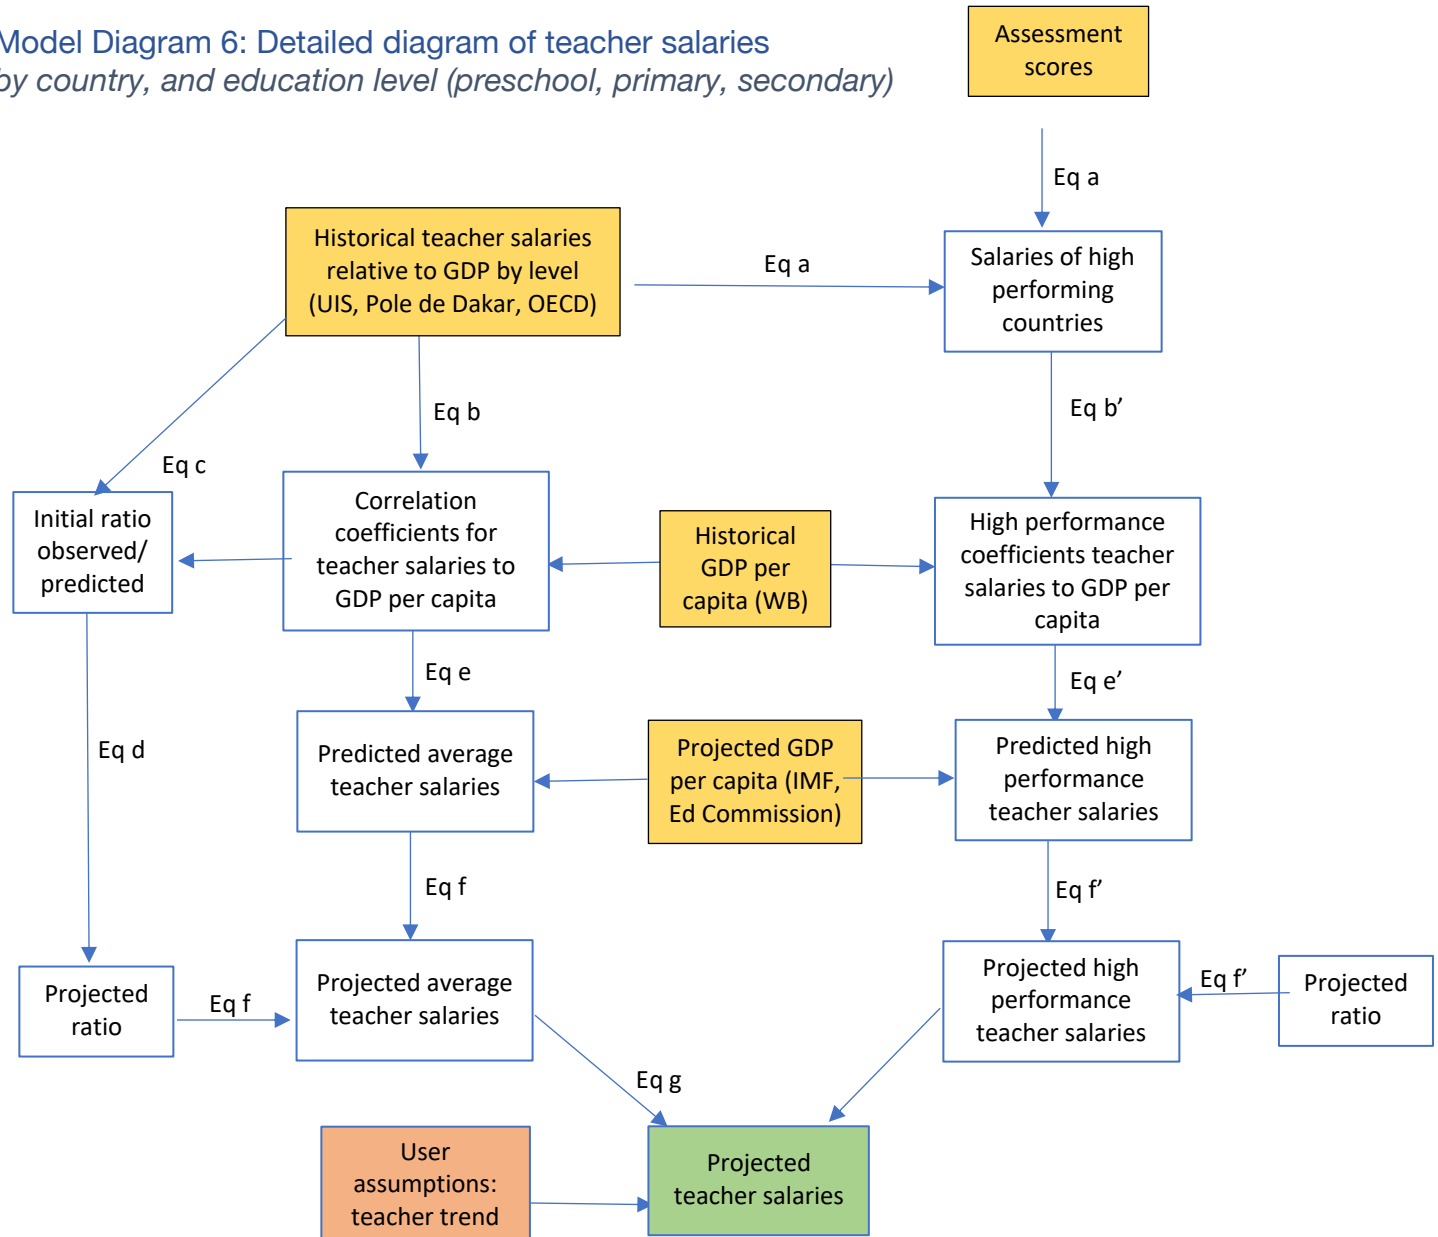 Model Diagram 6: Detailed diagram of teacher salaries
by country, and education level (preschool, primary, secondary)
Assessment
scores
Eq a
Historical teacher salaries
relative to GDP by level
(UIS, Pole de Dakar, OECD)
Eq a
Salaries of high
performing
countries
Eq b
Eq b’
Eq c
Initial ratio
observed/
predicted
Correlation
coefficients for
teacher salaries to
GDP per capita
Historical
GDP per
capita (WB)
High performance
coefficients teacher
salaries to GDP per
capita
Eq e
Eq e’
Eq d
Predicted average
teacher salaries
Projected GDP
per capita (IMF,
Ed Commission)
Predicted high
performance
teacher salaries
Eq f
Eq f’
Projected
ratio
Eq f
Projected average
teacher salaries
Projected high
performance
teacher salaries
Eq f’
Projected
ratio
Eq g
User
assumptions:
teacher trend
Projected
teacher salaries